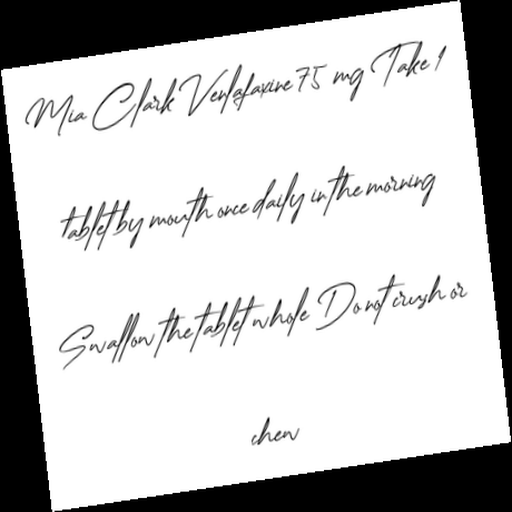 Mia Clark Venlafaxine 75 mg Take 1
tablet by mouth once daily in the morning
Swallow the tablet whole Do not crush or
chew